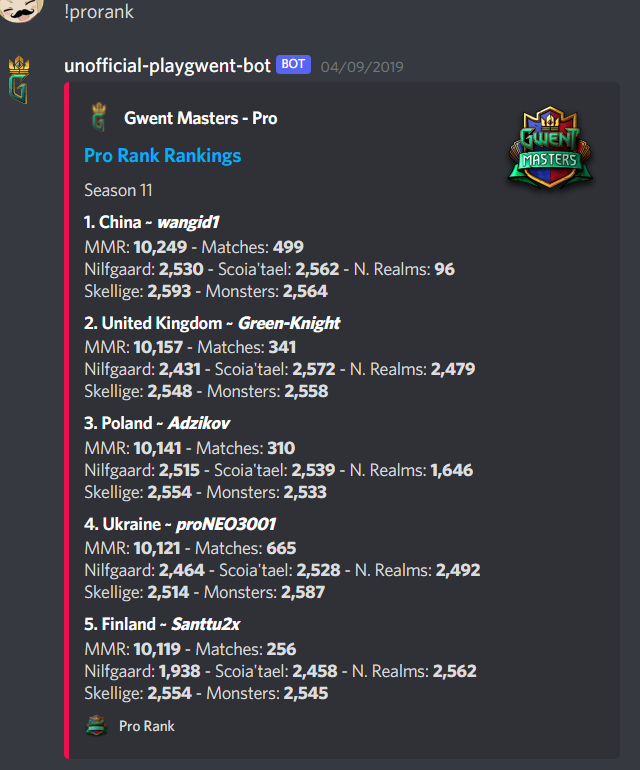 !prorank
unofficial-playgwent-bot BOT 04/09/2019
Gwent Masters - Pro
GWENT
MASTERS
Pro Rank Rankings
Season 11
1. China ~ wangid1
MMR: 10,249 - Matches: 499
Nilfgaard: 2,530 - Scoia'tael: 2,562 - N. Realms: 96
Skellige: 2,593 - Monsters: 2,564
2. United Kingdom ~ Green-Knight
MMR: 10,157 - Matches: 341
Nilfgaard: 2,431 - Scoia'tael: 2,572 - N. Realms: 2,479
Skellige: 2,548 - Monsters: 2,558
3. Poland ~ Adzikov
MMR: 10,141 - Matches: 310
Nilfgaard: 2,515 - Scoia'tael: 2,539 - N. Realms: 1,646
Skellige: 2,554 - Monsters: 2,533
4. Ukraine ~ proNEO3001
MMR: 10,121 - Matches: 665
Nilfgaard: 2,464 - Scoia'tael: 2,528 - N. Realms: 2,492
Skellige: 2,514 - Monsters: 2,587
5. Finland ~ Santtu2x
MMR: 10,119 - Matches: 256
Nilfgaard: 1,938 - Scoia'tael: 2,458 - N. Realms: 2,562
Skellige: 2,554 - Monsters: 2,545
Pro Rank